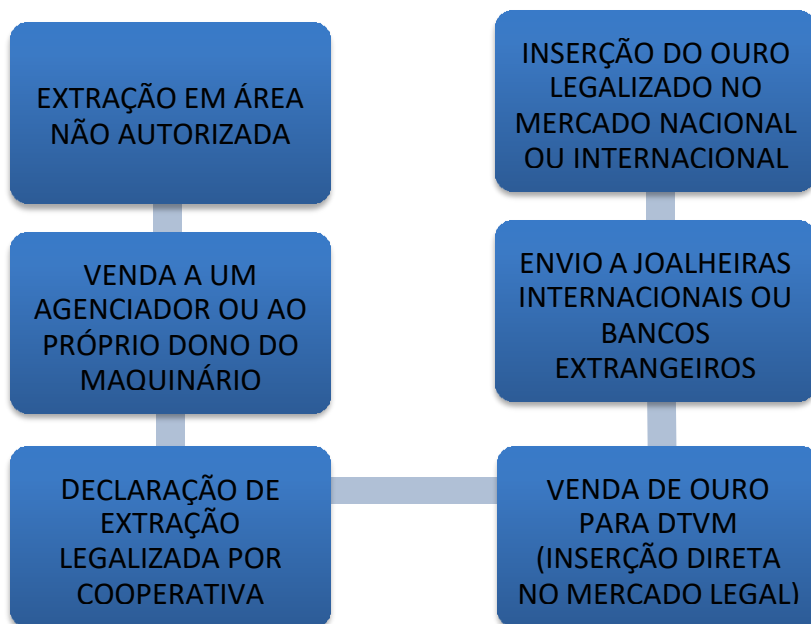 EXTRAÇÃO EM ÁREA
NÃO AUTORIZADA
VENDA A UM
AGENCIADOR OU AO
PRÓPRIO DONO DO
MAQUINÁRIO
DECLARAÇÃO DE
EXTRAÇÃO
LEGALIZADA POR
COOPERATIVA
VENDA DE OURO
PARA DTVM
(INSERÇÃO DIRETA
NO MERCADO LEGAL)
ENVIO A JOALHEIRAS
INTERNACIONAIS OU
BANCOS
EXTRANGEIROS
INSERÇÃO DO OURO
LEGALIZADO NO
MERCADO NACIONAL
OU INTERNACIONAL